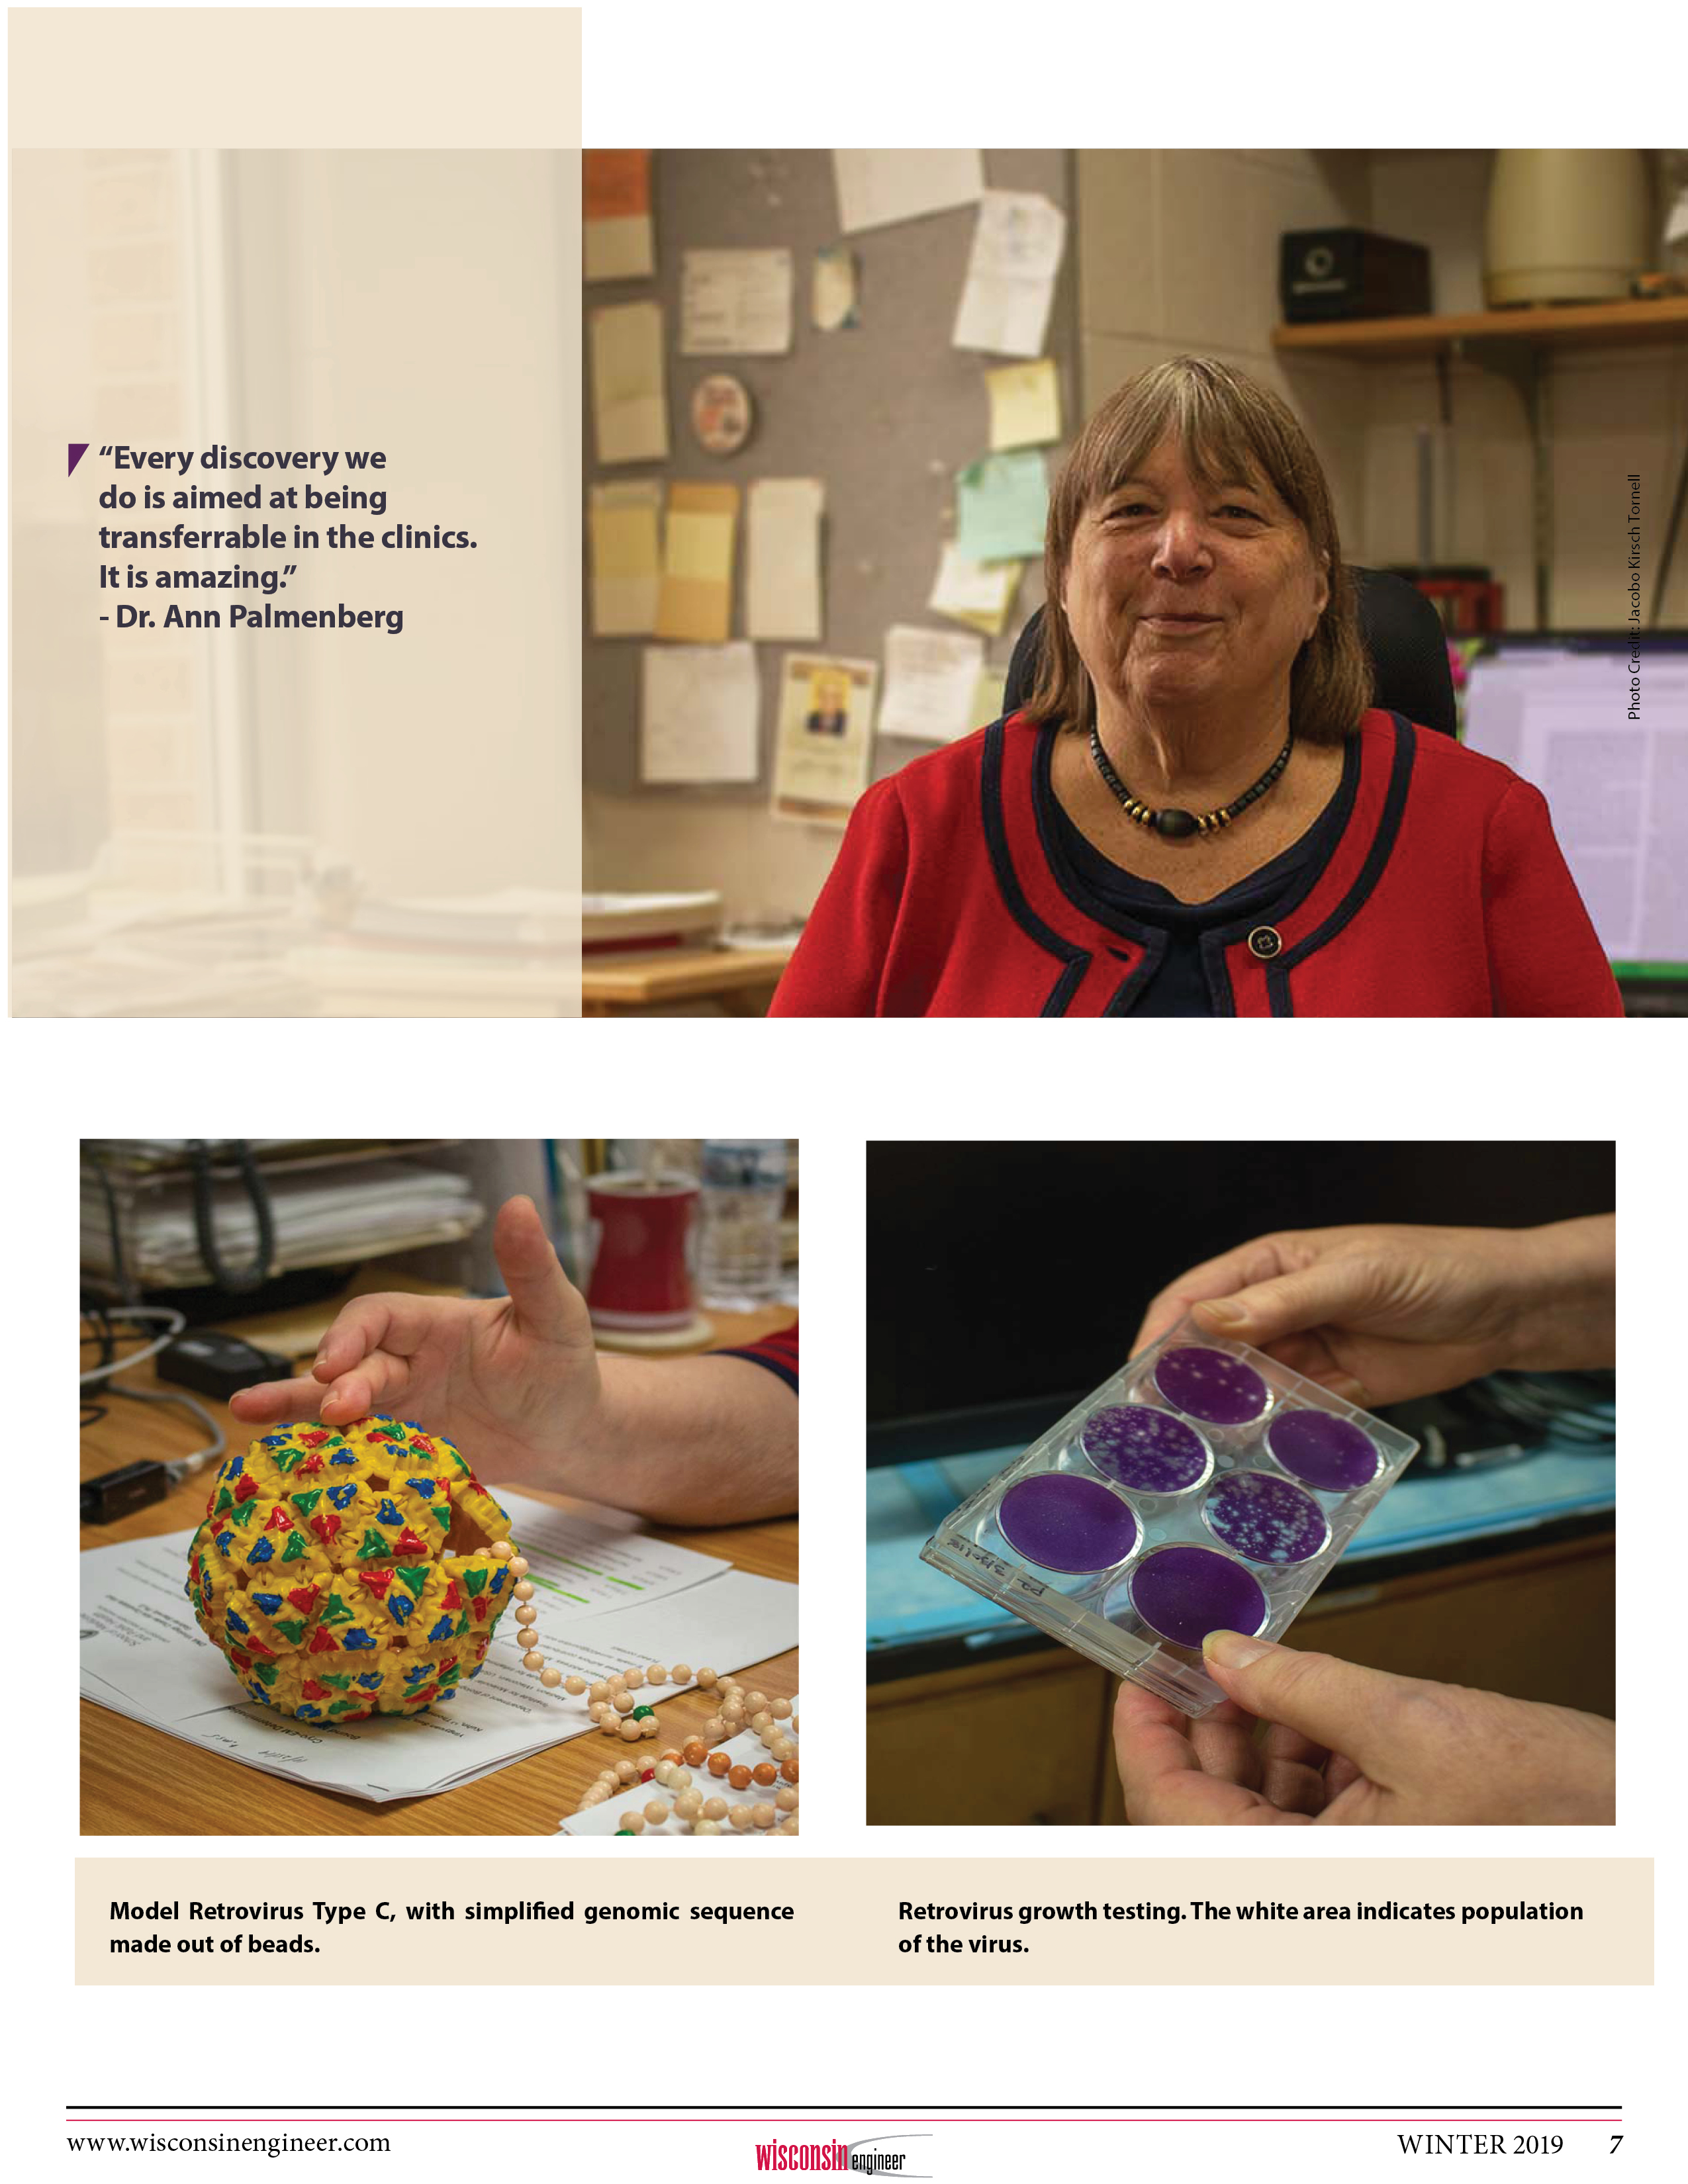 “Every discovery we
do is aimed at being
transferrable in the clinics.
It is amazing.”
- Dr. Ann Palmenberg
Photo Credit: Jacobo Kirsch Tornell
Model Retrovirus Type C, with simplified genomic sequence
made out of beads.
Retrovirus growth testing. The white area indicates population
of the virus.
www.wisconsinengineer.com
wisconsin engineer
WINTER 2019 7